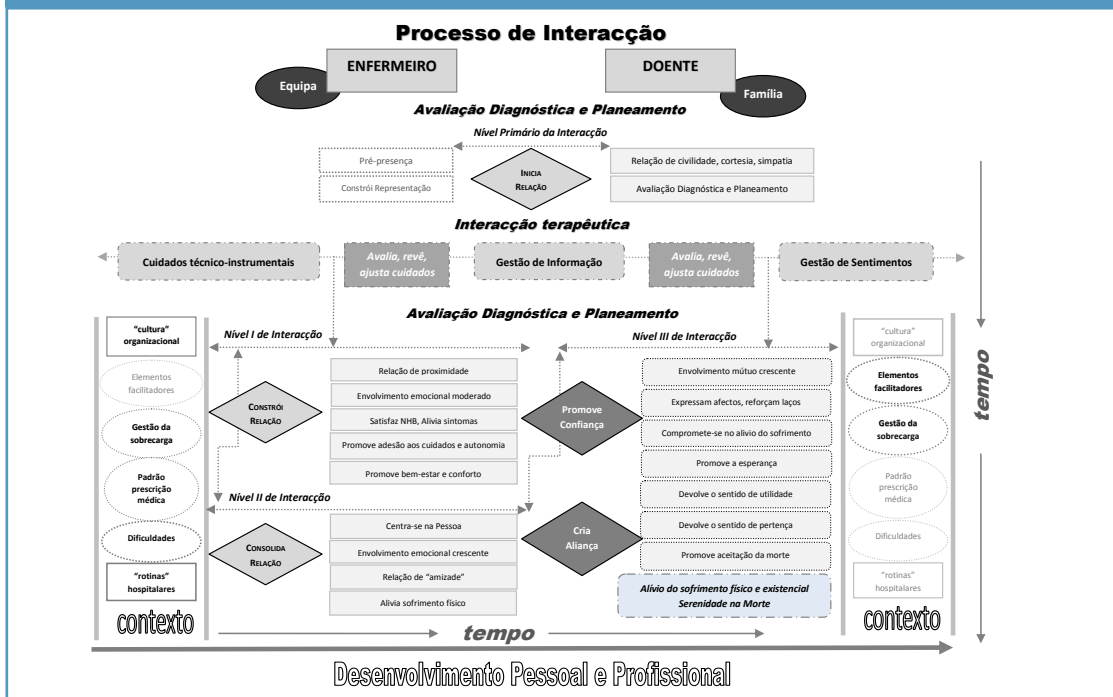 Processo de Interacção
ENFERMEIRO
DOENTE
Equipa
Família
Avaliação Diagnóstica e Planeamento
Nível Primário da Interacção
Pré-presença
Constrói Representação
INICIA
RELAÇÃO
Relação de civilidade, cortesia, simpatia
Avaliação Diagnóstica e Planeamento
Interacção terapêutica
Cuidados técnico-instrumentais
Avalia, revê,
ajusta cuidados
Gestão de Informação
Avalia, revê,
ajusta cuidados
Gestão de Sentimentos
Avaliação Diagnóstica e Planeamento
"cultura"
organizacional
Elementos
facilitadores
Gestão da
sobrecarga
Padrão
prescrição
médica
Dificuldades
"rotinas"
hospitalares
contexto
Nível I de Interacção
CONSTRÓI
RELAÇÃO
Relação de proximidade
Envolvimento emocional moderado
Satisfaz NHB, Alivia sintomas
Promove adesão aos cuidados e autonomia
Promove bem-estar e conforto
Nível II de Interacção
CONSOLIDA
RELAÇÃO
Centra-se na Pessoa
Envolvimento emocional crescente
Relação de "amizade"
Alivia sofrimento físico
Nível III de Interacção
Promove
Confiança
Cria
Aliança
Envolvimento mútuo crescente
Expressam afectos, reforçam laços
Compromete-se no alivio do sofrimento
Promove a esperança
Devolve o sentido de utilidade
Devolve o sentido de pertença
Promove aceitação da morte
Alívio do sofrimento físico e existencial
Serenidade na Morte
"cultura"
organizacional
Elementos
facilitadores
Gestão da
sobrecarga
Padrão
prescrição
médica
Dificuldades
"rotinas"
hospitalares
contexto
tempo
tempo
Desenvolvimento Pessoal e Profissional